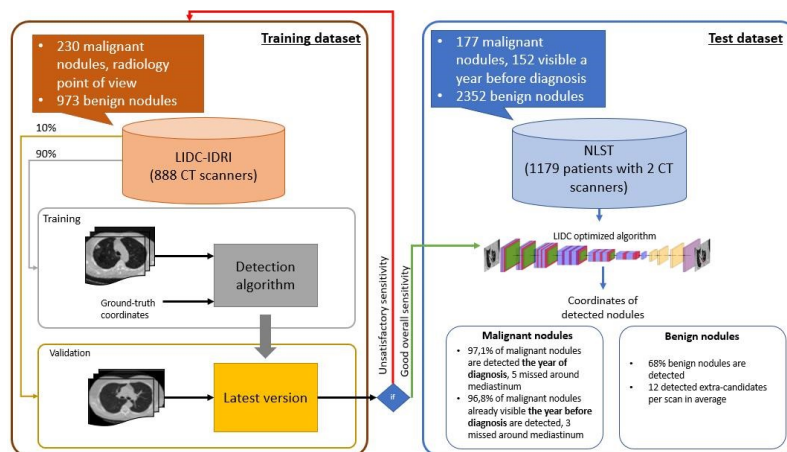 Training dataset
• 230 malignant
nodules, radiology
point of view
• 973 benign nodules
10%
90%
LIDC-IDRI
(888 CT scanners)
Training
Detection
algorithm
Ground-truth
coordinates
Validation
Latest version
Unsatisfactory sensitivity
Good overall sensitivity
if
Test dataset
• 177 malignant
nodules, 152 visible a
year before diagnosis
• 2352 benign nodules
NLST
(1179 patients with 2 CT
scanners)
LIDC optimized algorithm
Coordinates of
detected nodules
Malignant nodules
• 97,1% of malignant nodules
are detected the year of
diagnosis, 5 missed around
mediastinum
• 96,8% of malignant nodules
already visible the year before
diagnosis are detected, 3
missed around mediastinum
Benign nodules
• 68% benign nodules are
detected
• 12 detected extra-candidates
per scan in average